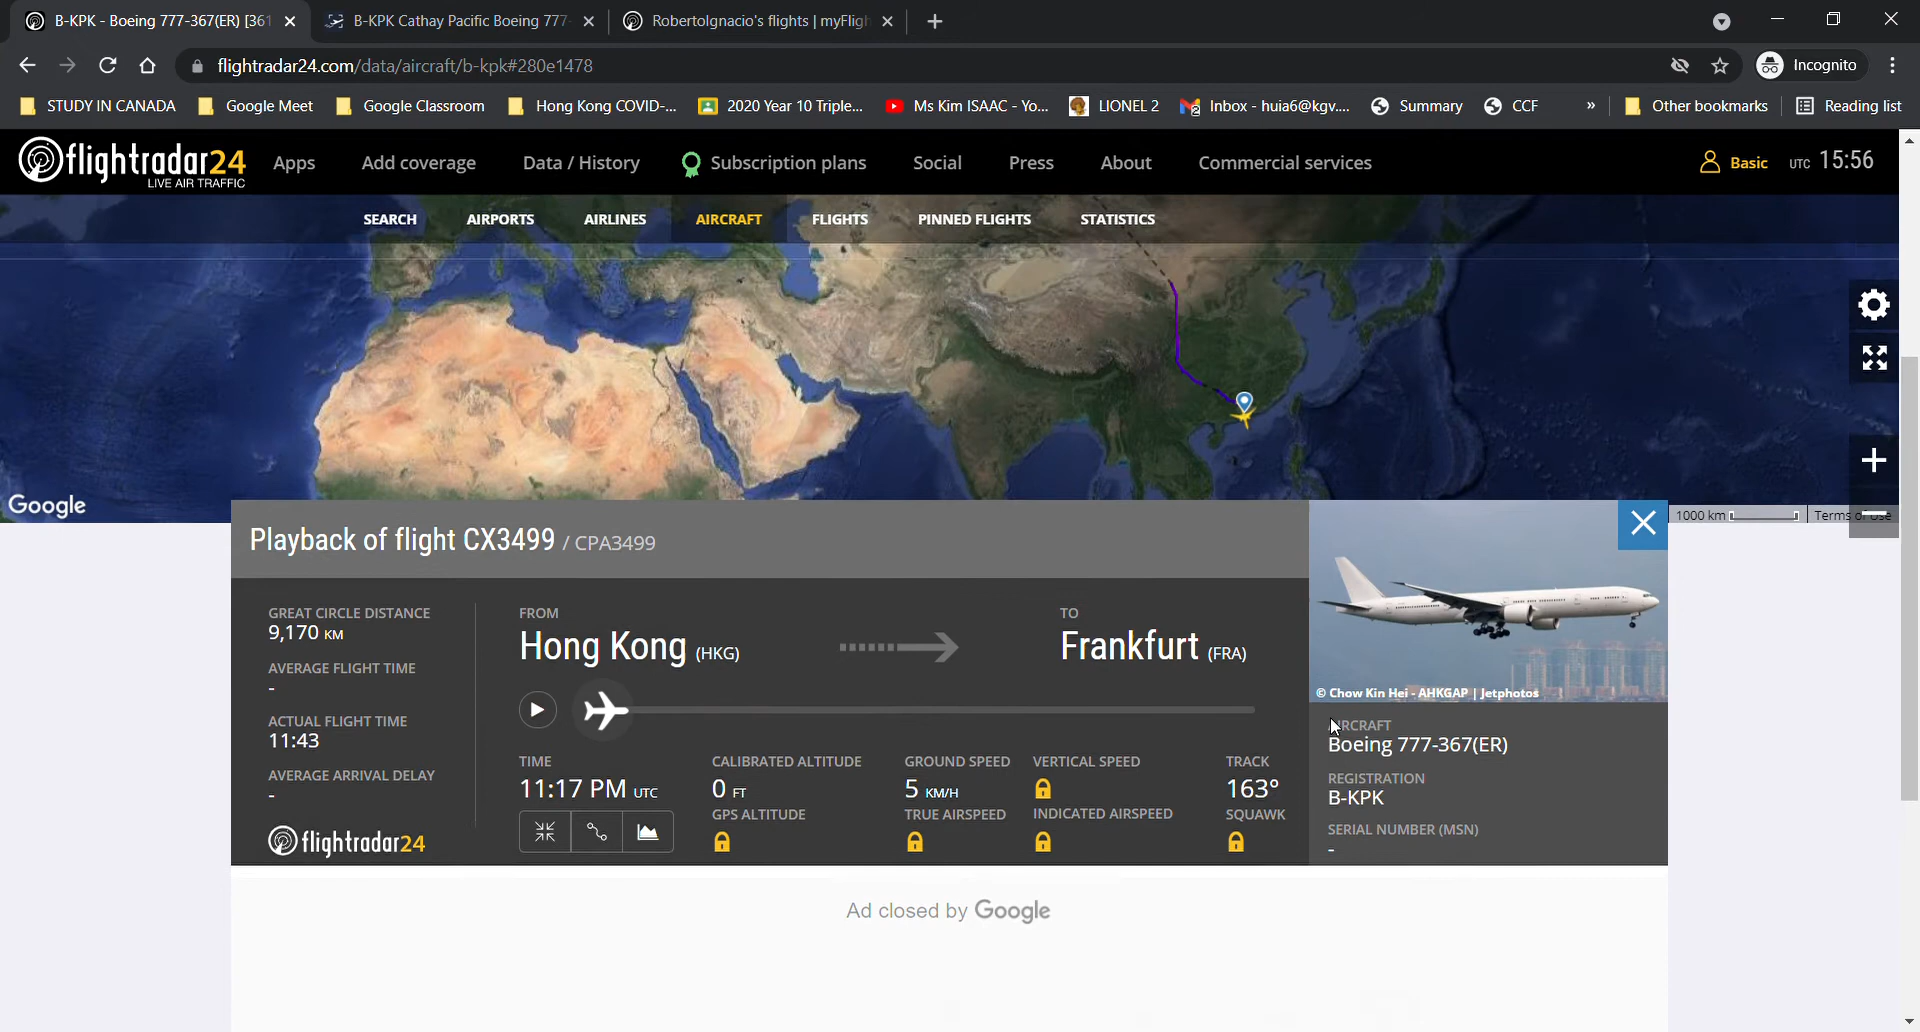 B-KPK - Boeing 777-367(ER) [361
B-KPK Cathay Pacific Boeing 777-
RobertoIgnacio's flights | myFligh
flightradar24.com/data/aircraft/b-kpk#280e1478
Incognito
STUDY IN CANADA
Google Meet
Google Classroom
Hong Kong COVID-...
2020 Year 10 Triple...
Ms Kim ISAAC - Yo...
LIONEL 2
Inbox - huia6@kgv....
Summary
CCF
»
Other bookmarks
Reading list
flightradar24
LIVE AIR TRAFFIC
Apps
Add coverage
Data / History
Subscription plans
Social
Press
About
Commercial services
Basic
UTC 15:56
SEARCH
AIRPORTS
AIRLINES
AIRCRAFT
FLIGHTS
PINNED FLIGHTS
STATISTICS
Google
1000 km
Terms of Use
Playback of flight CX3499 / CPA3499
GREAT CIRCLE DISTANCE
9,170 KM
AVERAGE FLIGHT TIME
-
ACTUAL FLIGHT TIME
11:43
AVERAGE ARRIVAL DELAY
-
flightradar24
FROM
Hong Kong (HKG)
TO
Frankfurt (FRA)
TIME
11:17 PM UTC
CALIBRATED ALTITUDE
0 FT
GPS ALTITUDE
GROUND SPEED
5 KM/H
TRUE AIRSPEED
VERTICAL SPEED
INDICATED AIRSPEED
TRACK
163°
SQUAWK
© Chow Kin Hei - AHKGAP | Jetphotos
AIRCRAFT
Boeing 777-367(ER)
REGISTRATION
B-KPK
SERIAL NUMBER (MSN)
-
Ad closed by Google